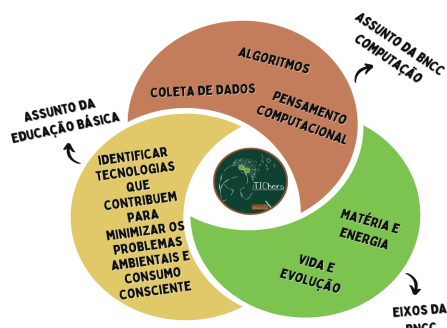 ASSUNTO DA BNCC
COMPUTAÇÃO
ALGORITMOS
COLETA DE DADOS
PENSAMENTO
COMPUTACIONAL
ASSUNTO DA
EDUCAÇÃO BÁSICA
IDENTIFICAR
TECNOLOGIAS
QUE
CONTRIBUEM
PARA
MINIMIZAR OS
PROBLEMAS
AMBIENTAIS E
CONSUMO
CONSCIENTE
TIChers
MATÉRIA E
ENERGIA
VIDA E
EVOLUÇÃO
EIXOS DA
BNCC